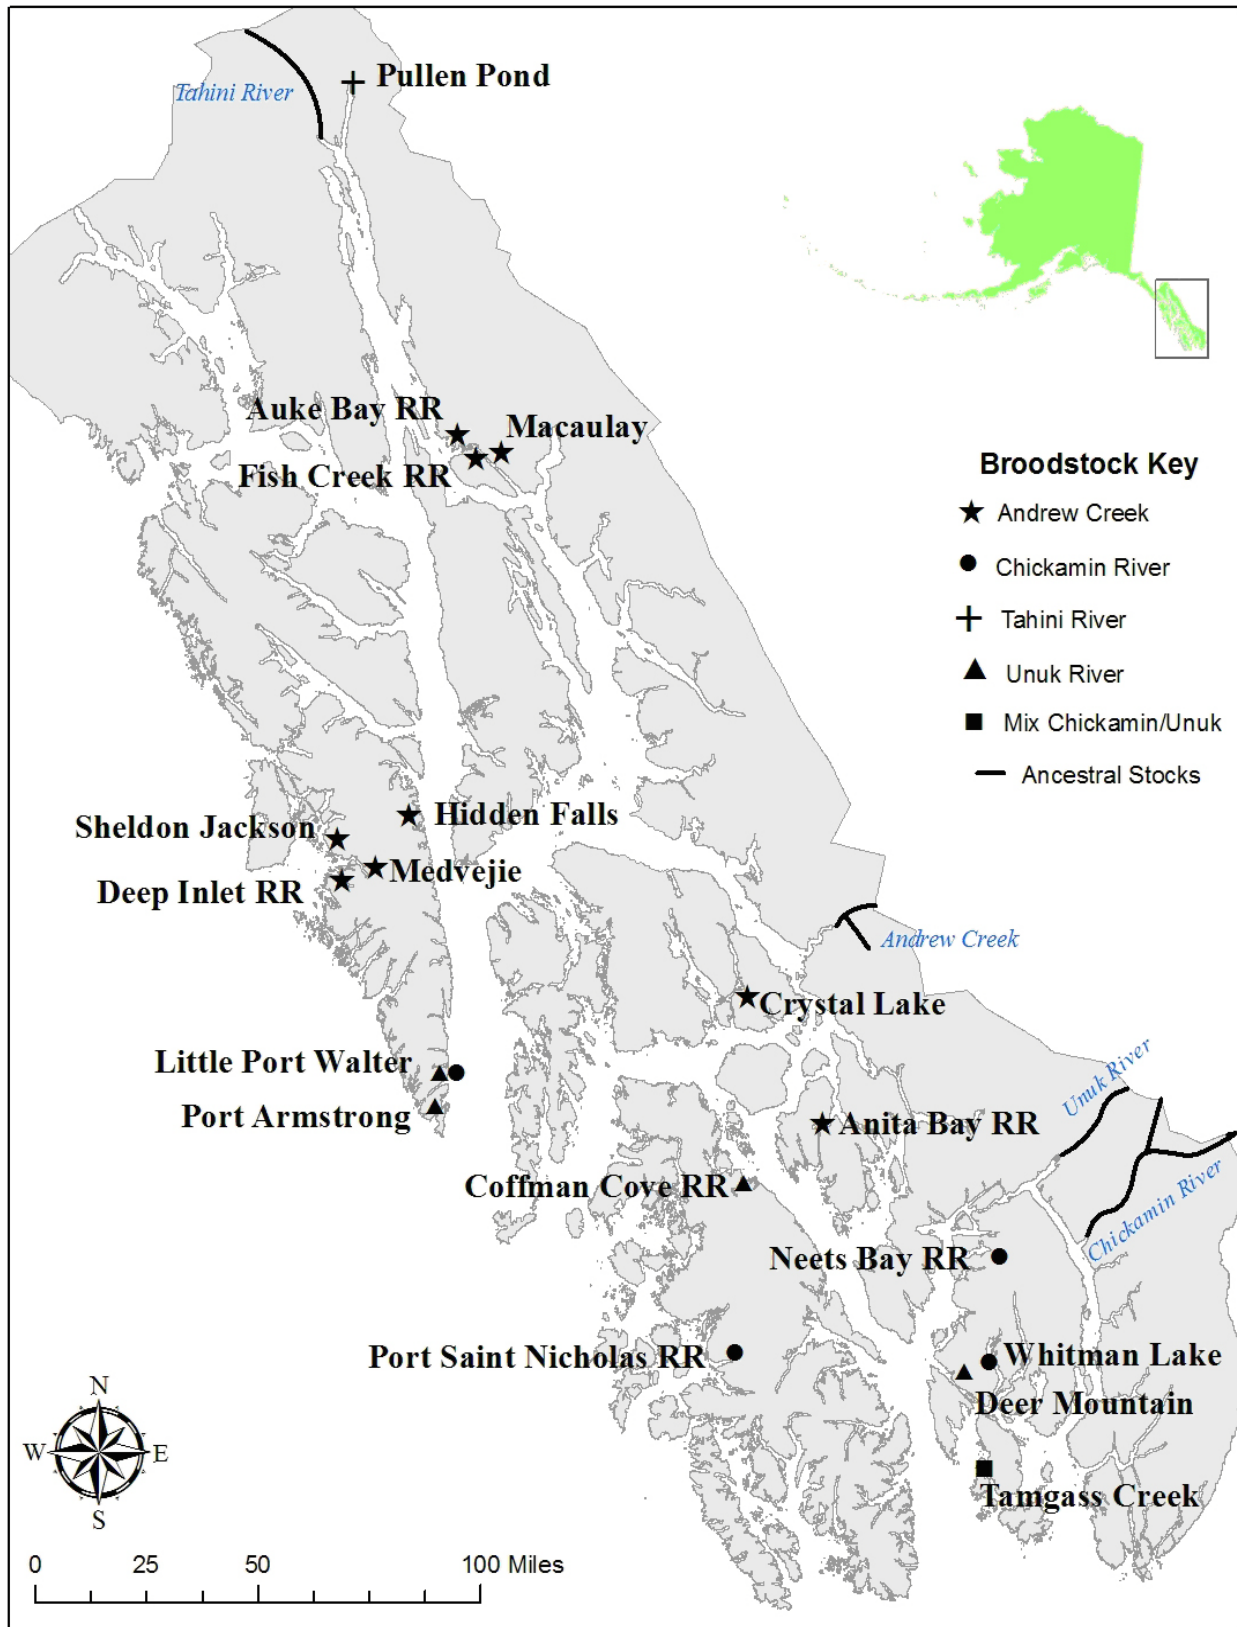 Pullen Pond
Tahini River
Auke Bay RR
Macaulay
Fish Creek RR
Broodstock Key
Andrew Creek
Chickamin River
Tahini River
Unuk River
Mix Chickamin/Unuk
Ancestral Stocks
Hidden Falls
Sheldon Jackson
Medvejie
Deep Inlet RR
Andrew Creek
Crystal Lake
Little Port Walter
Port Armstrong
Unuk River
Anita Bay RR
Coffman Cove RR
Chickamin River
Neets Bay RR
Port Saint Nicholas RR
Whitman Lake
Deer Mountain
Tamgass Creek
N
W E
S
0 25 50 100 Miles